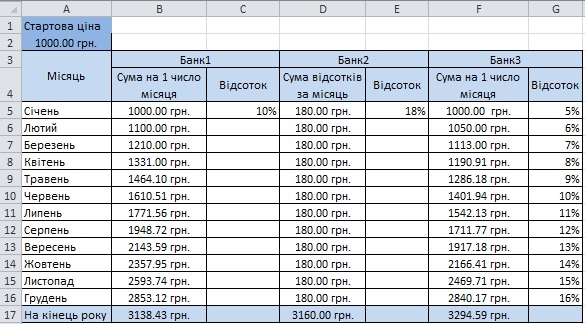 A B C D E F G
1 Стартова ціна
2 1000.00 грн.
3 Місяць Банк1 Банк2 Банк3
4 Сума на 1 число місяця Відсоток Сума відсотків за місяць Відсоток Сума на 1 число місяця Відсоток
5 Січень 1000.00 грн. 10% 180.00 грн. 18% 1000.00 грн. 5%
6 Лютий 1100.00 грн. 180.00 грн. 1050.00 грн. 6%
7 Березень 1210.00 грн. 180.00 грн. 1113.00 грн. 7%
8 Квітень 1331.00 грн. 180.00 грн. 1190.91 грн. 8%
9 Травень 1464.10 грн. 180.00 грн. 1286.18 грн. 9%
10 Червень 1610.51 грн. 180.00 грн. 1401.94 грн. 10%
11 Липень 1771.56 грн. 180.00 грн. 1542.13 грн. 11%
12 Серпень 1948.72 грн. 180.00 грн. 1711.77 грн. 12%
13 Вересень 2143.59 грн. 180.00 грн. 1917.18 грн. 13%
14 Жовтень 2357.95 грн. 180.00 грн. 2166.41 грн. 14%
15 Листопад 2593.74 грн. 180.00 грн. 2469.71 грн. 15%
16 Грудень 2853.12 грн. 180.00 грн. 2840.17 грн. 16%
17 На кінець року 3138.43 грн. 3160.00 грн. 3294.59 грн.